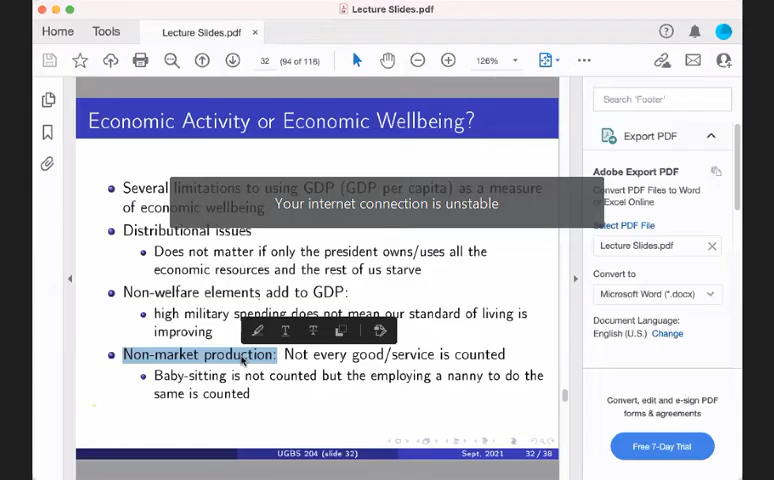 Lecture Slides.pdf
Home Tools Lecture Slides.pdf ×
32 (94 of 116) 126%
Economic Activity or Economic Wellbeing?
Several limitations to using GDP (GDP per capita) as a measure
of economic wellbeing
Your internet connection is unstable
Distributional issues
Does not matter if only the president owns/uses all the
economic resources and the rest of us starve
Non-welfare elements add to GDP:
high military spending does not mean our standard of living is
improving
Non-market production: Not every good/service is counted
Baby-sitting is not counted but the employing a nanny to do the
same is counted
UGBS 204 (slide 32) Sept, 2021 32/38
Search 'Footer'
Export PDF
Adobe Export PDF
Convert PDF Files to Word
or Excel Online
Select PDF File
Lecture Slides.pdf
Convert to
Microsoft Word (*.docx)
Document Language:
English (U.S.) Change
Convert, edit and e-sign PDF
forms & agreements
Free 7-Day Trial